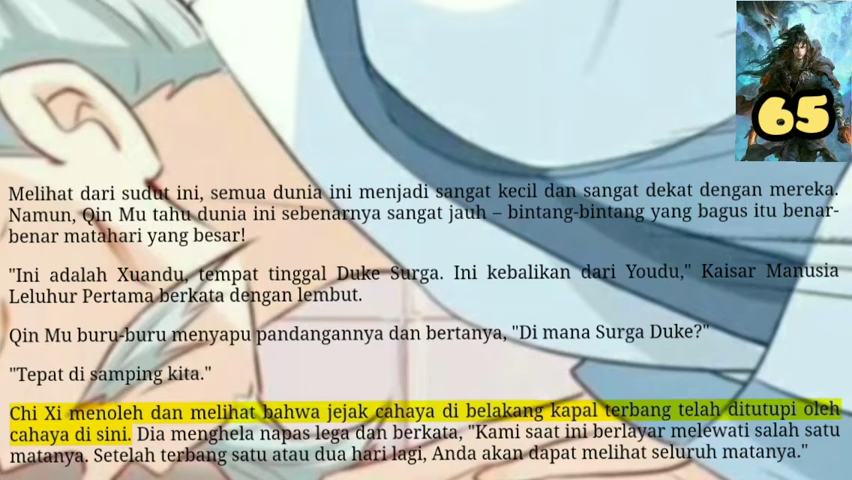 65
Melihat dari sudut ini, semua dunia ini menjadi sangat kecil dan sangat dekat dengan mereka.
Namun, Qin Mu tahu dunia ini sebenarnya sangat jauh – bintang-bintang yang bagus itu benar-
benar matahari yang besar!
"Ini adalah Xuandu, tempat tinggal Duke Surga. Ini kebalikan dari Youdu," Kaisar Manusia
Leluhur Pertama berkata dengan lembut.
Qin Mu buru-buru menyapu pandangannya dan bertanya, "Di mana Surga Duke?"
"Tepat di samping kita."
Chi Xi menoleh dan melihat bahwa jejak cahaya di belakang kapal terbang telah ditutupi oleh
cahaya di sini. Dia menghela napas lega dan berkata, "Kami saat ini berlayar melewati salah satu
matanya. Setelah terbang satu atau dua hari lagi, Anda akan dapat melihat seluruh matanya."